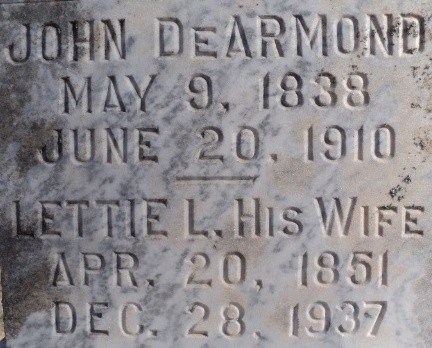 JOHN DEARMOND
MAY 9, 1838
JUNE 20, 1910
LETTIE L. HIS WIFE
APR. 20, 1851
DEC. 28, 1937